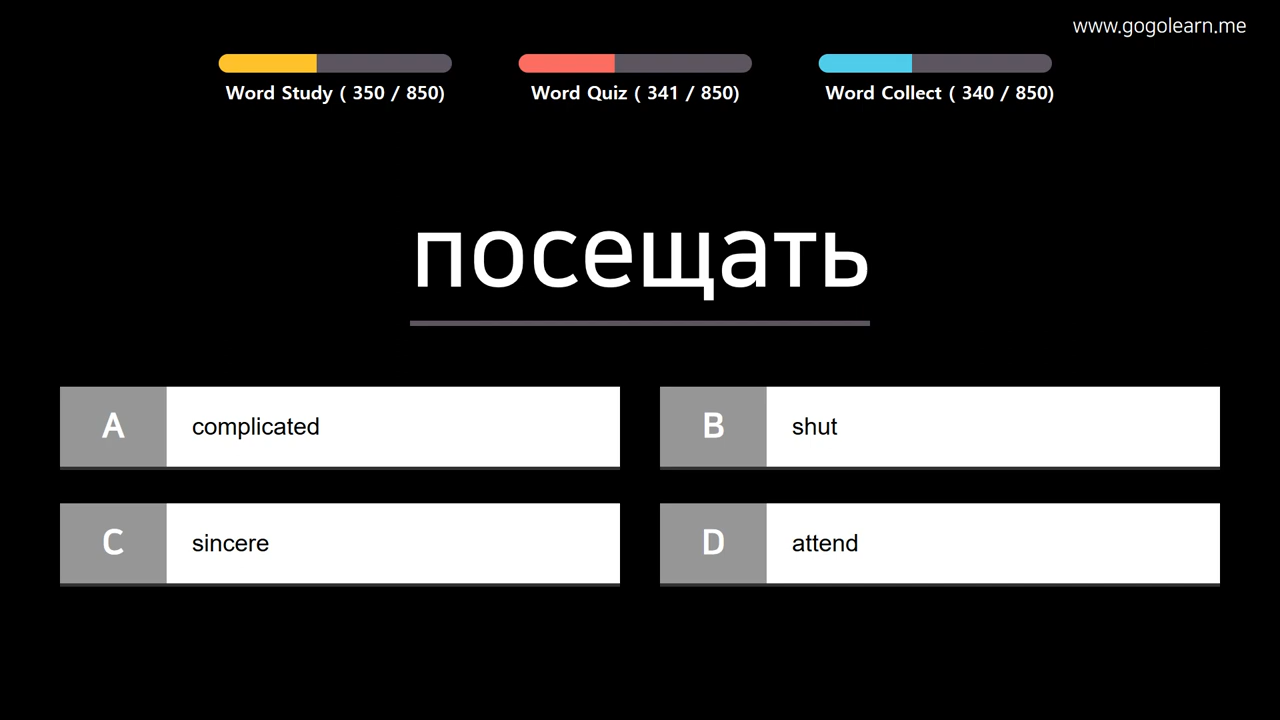 www.gogolearn.me
Word Study ( 350 / 850)
Word Quiz ( 341 / 850)
Word Collect ( 340 / 850)
посещать
A complicated
B shut
C sincere
D attend